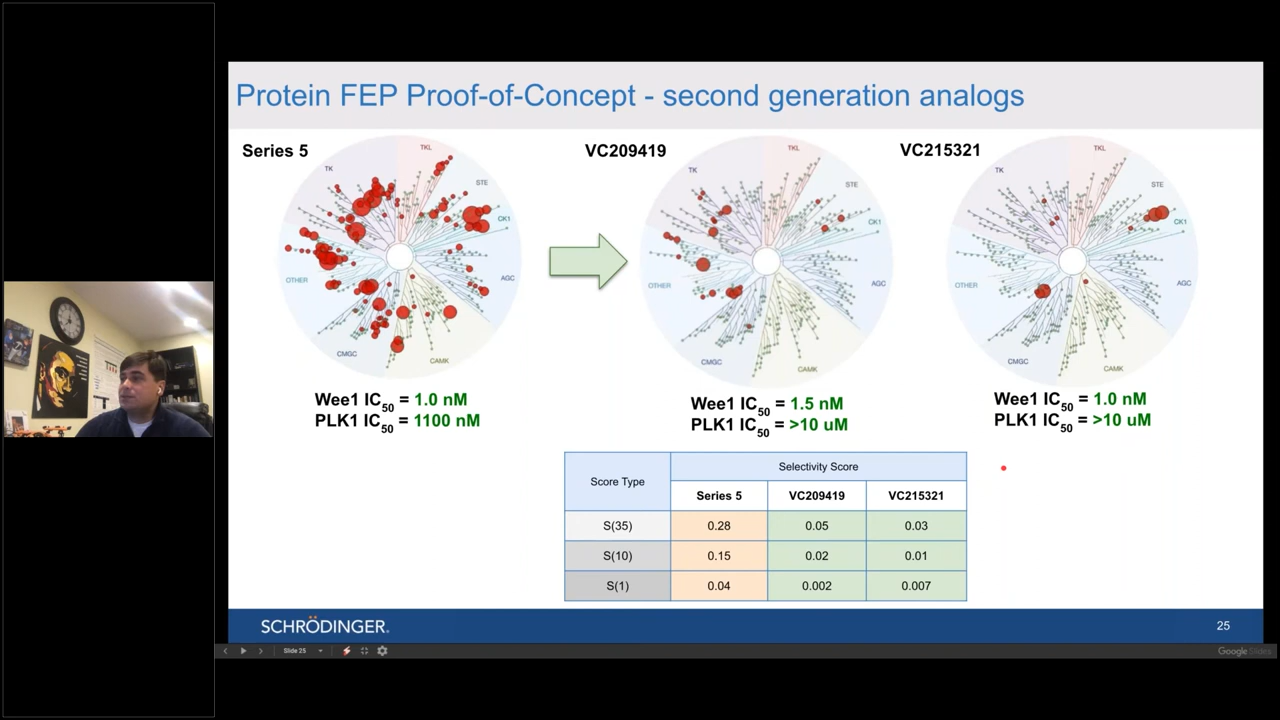 Protein FEP Proof-of-Concept - second generation analogs
Series 5
TK
TKL
STE
CK1
AGC
CAMK
CMGC
OTHER
Wee1 IC50 = 1.0 nM
PLK1 IC50 = 1100 nM
VC209419
TK
TKL
STE
CK1
AGC
CAMK
CMGC
OTHER
Wee1 IC50 = 1.5 nM
PLK1 IC50 = >10 uM
VC215321
TK
TKL
STE
CK1
AGC
CAMK
CMGC
OTHER
Wee1 IC50 = 1.0 nM
PLK1 IC50 = >10 uM
Score Type
Selectivity Score
Series 5 VC209419 VC215321
S(35) 0.28 0.05 0.03
S(10) 0.15 0.02 0.01
S(1) 0.04 0.002 0.007
SCHRÖDINGER.
25
Slide 25
Google Slides